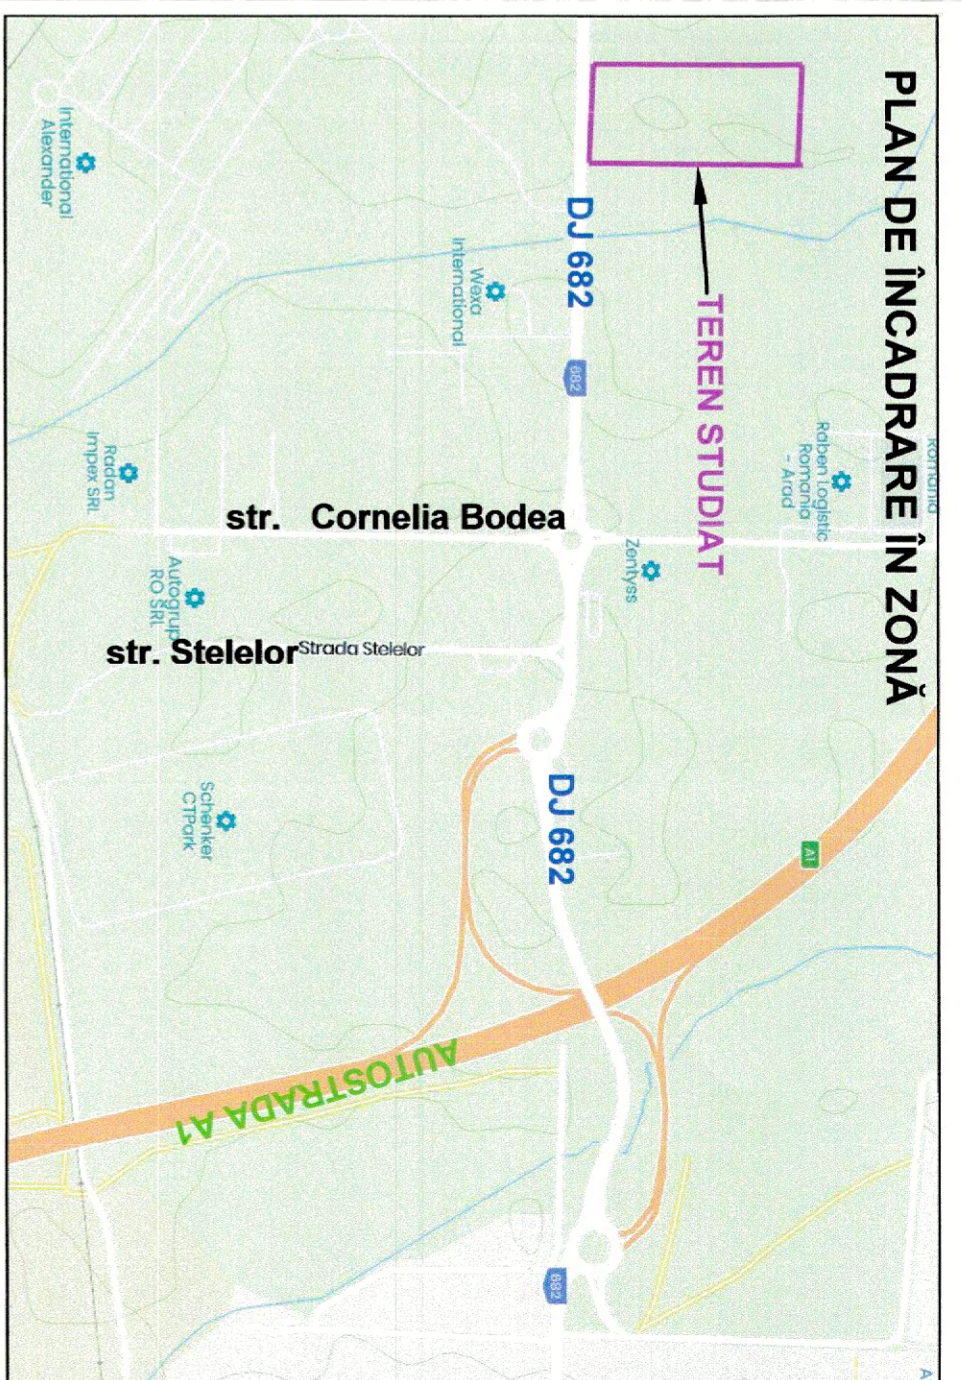 PLAN DE ÎNCADRARE ÎN ZONĂ
Romania
TEREN STUDIAT
Raben Logistic
Romania
- Arad
Zentyss
DJ 682
682
DJ 682
682
A1
Wexa
International
International
Alexander
Radan
Impex SRL
str. Cornelia Bodea
Autogrup
RO SRL
str. Stelelor
Strada Stelelor
Schenker
CTPark
AUTOSTRADA A1
A